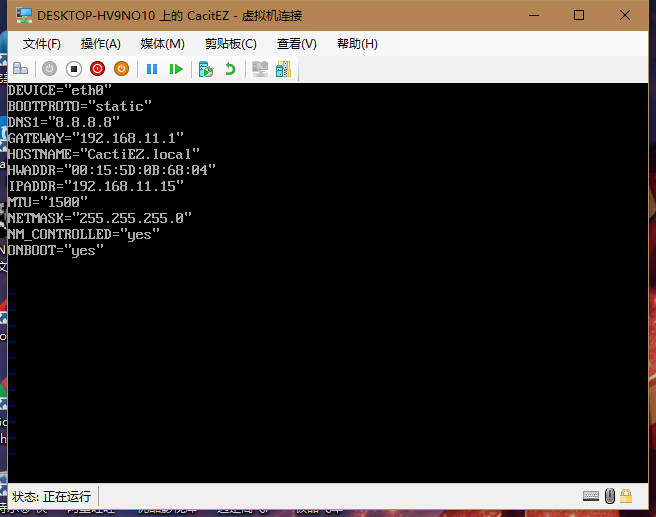 DESKTOP-HV9NO10 上的 CacitEZ - 虚拟机连接
文件(F) 操作(A) 媒体(M) 剪贴板(C) 查看(V) 帮助(H)
DEVICE="eth0"
BOOTPROTO="static"
DNS1="8.8.8.8"
GATEWAY="192.168.11.1"
HOSTNAME="CactiEZ.local"
HWADDR="00:15:5D:0B:68:04"
IPADDR="192.168.11.15"
MTU="1500"
NETMASK="255.255.255.0"
NM_CONTROLLED="yes"
ONBOOT="yes"
状态: 正在运行